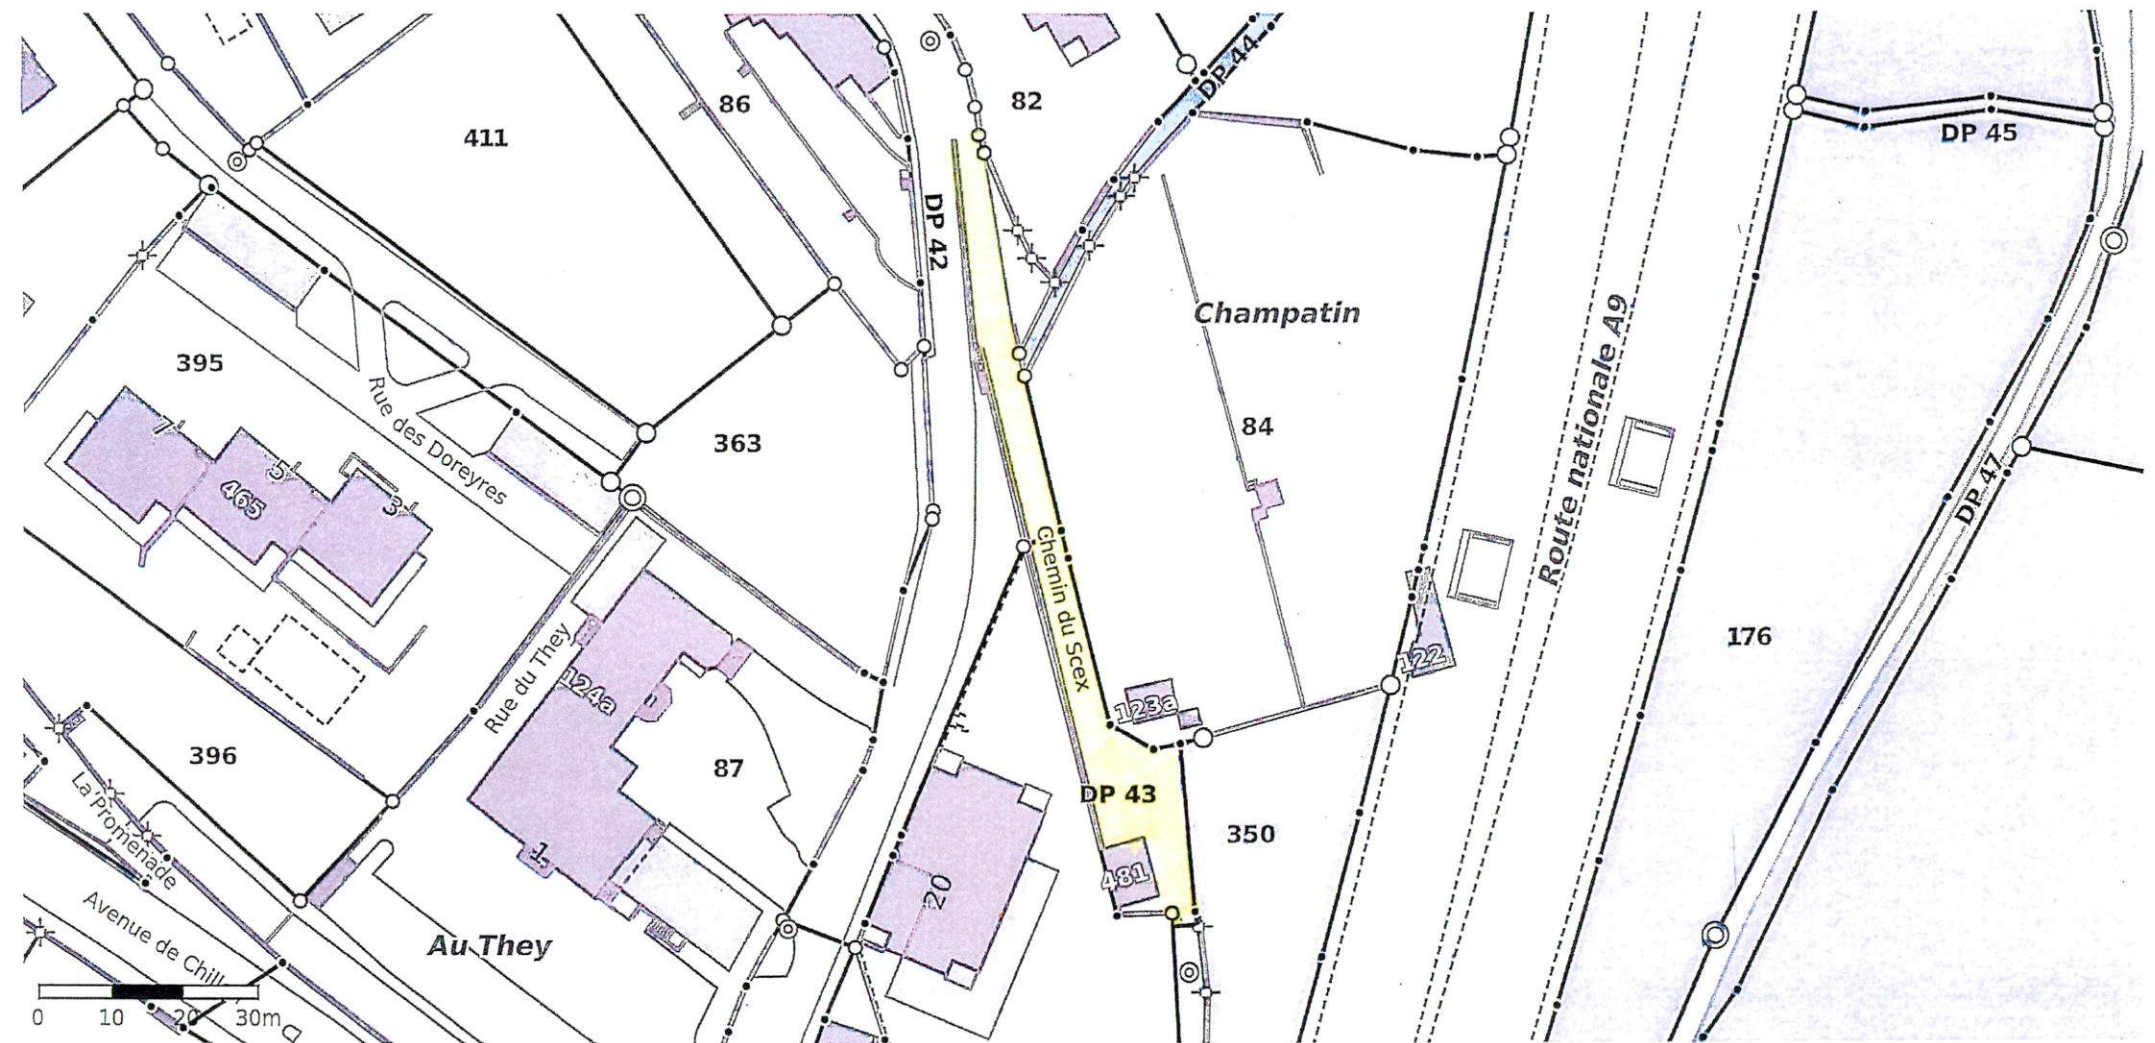 DP 44
82
86
DP 45
411
DP 42
Champatin
395
Rue des Doreyres
Route nationale A9
84
363
7
5
3
465
DP 47
Chemin du Scex
Rue du They
124a
122
176
123a
396
87
DP 43
La Promenade
350
1
481
20
Avenue de Chill
Au They
0 10 20 30m